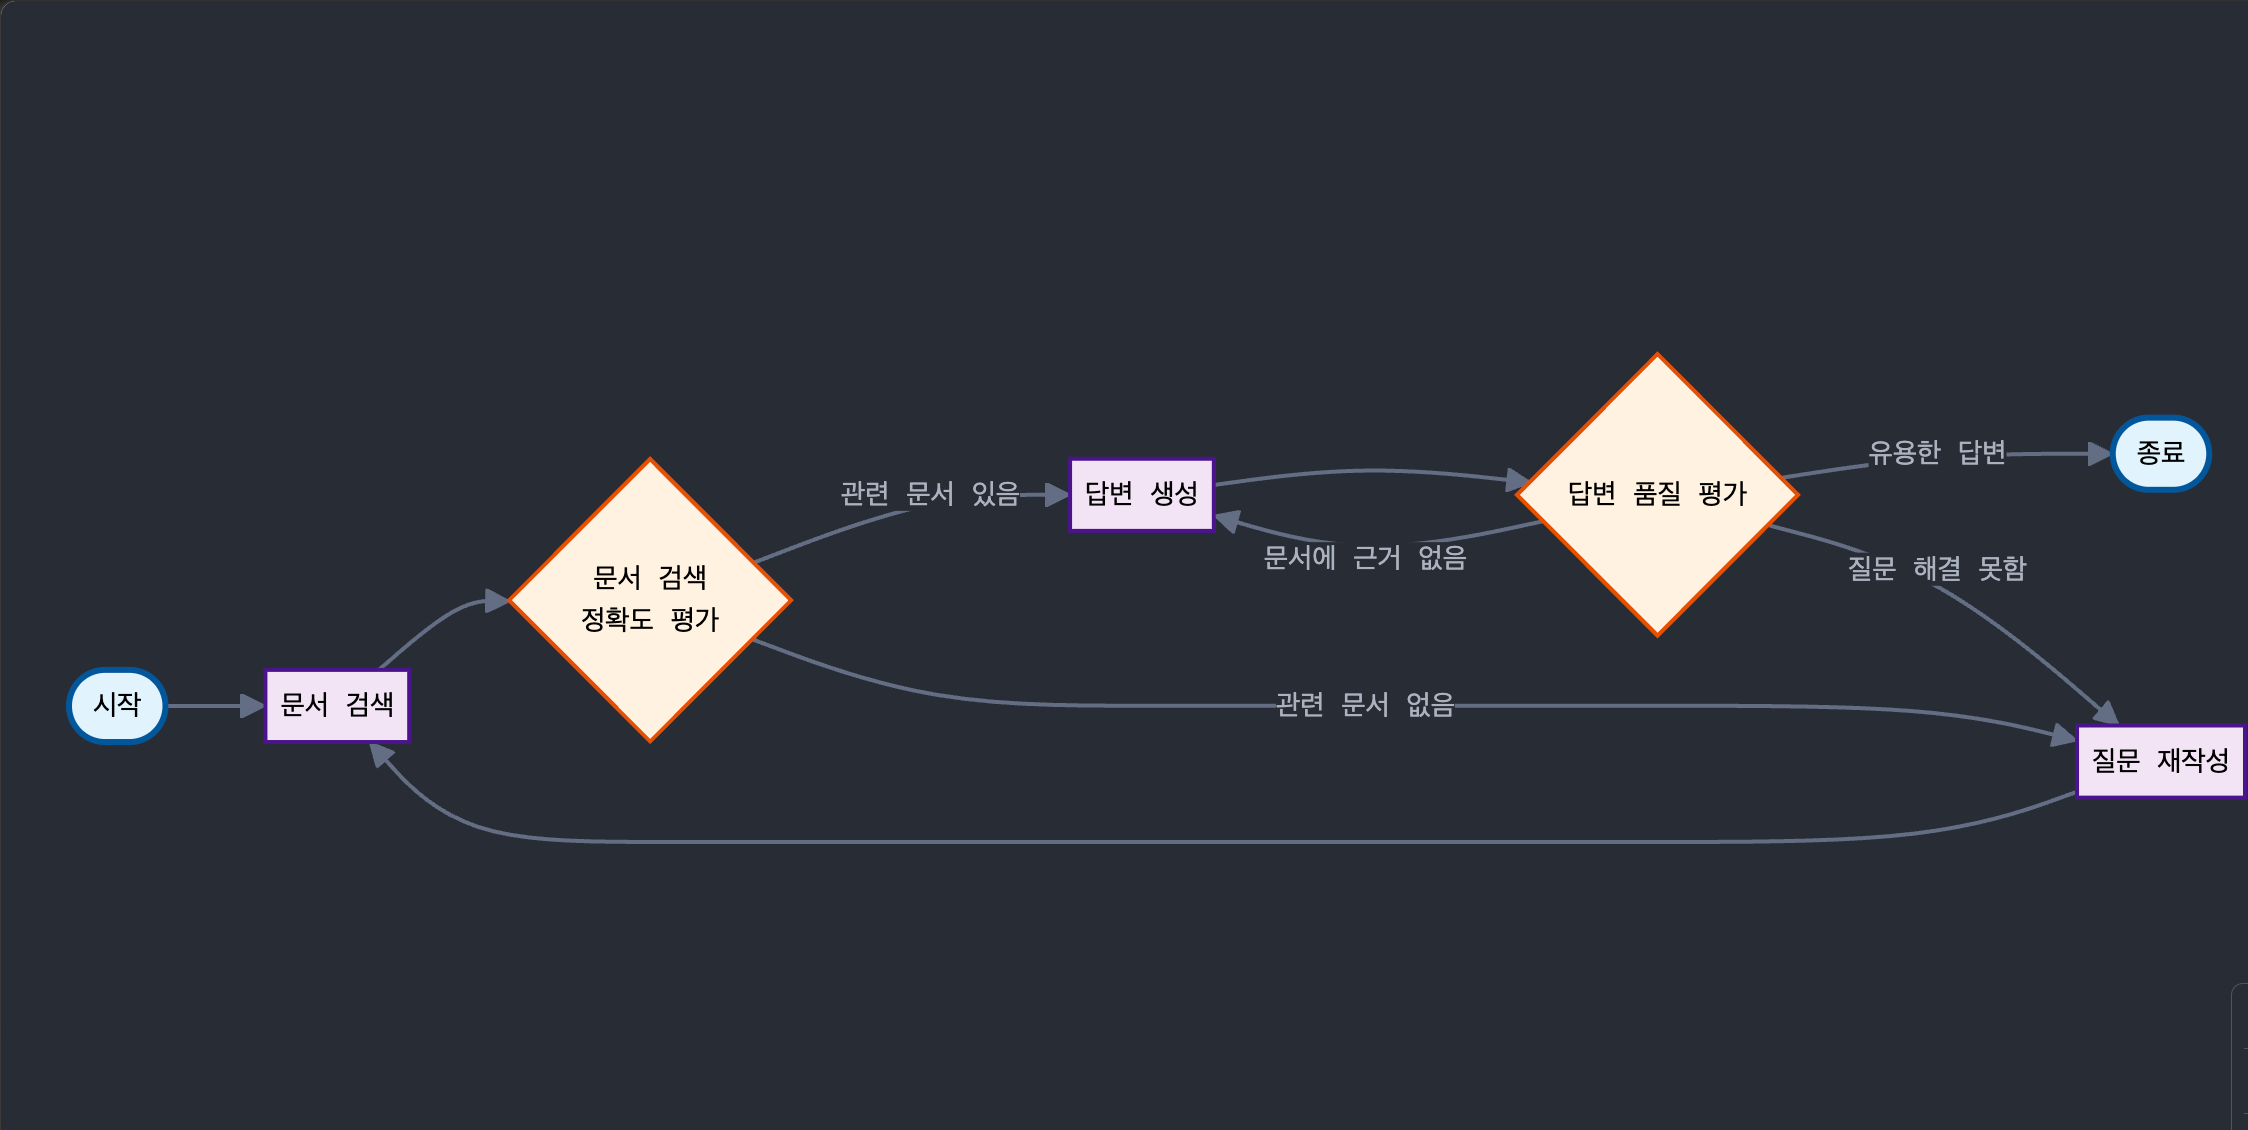 시작
문서 검색
문서 검색
정확도 평가
관련 문서 있음
답변 생성
문서에 근거 없음
관련 문서 없음
답변 품질 평가
유용한 답변
종료
질문 해결 못함
질문 재작성